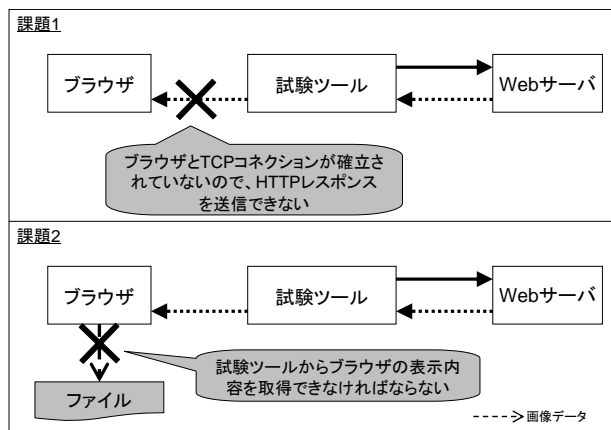 課題1
ブラウザ
試験ツール
Webサーバ
ブラウザとTCPコネクションが確立さ
れていないので、HTTPレスポンス
を送信できない
課題2
ブラウザ
試験ツール
Webサーバ
試験ツールからブラウザの表示内
容を取得できなければならない
ファイル
画像データ